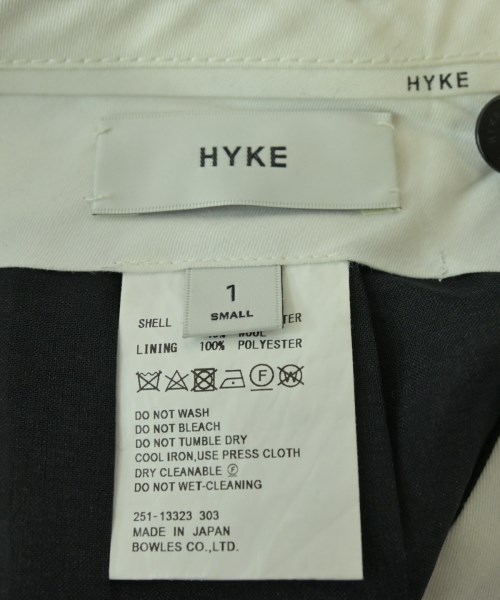 HYKE
HYKE
1
SMALL
SHELL
WOOL
LINING 100% POLYESTER
DO NOT WASH
DO NOT BLEACH
DO NOT TUMBLE DRY
COOL IRON,USE PRESS CLOTH
DRY CLEANABLE Ⓕ
DO NOT WET-CLEANING
251-13323 303
MADE IN JAPAN
BOWLES CO.,LTD.